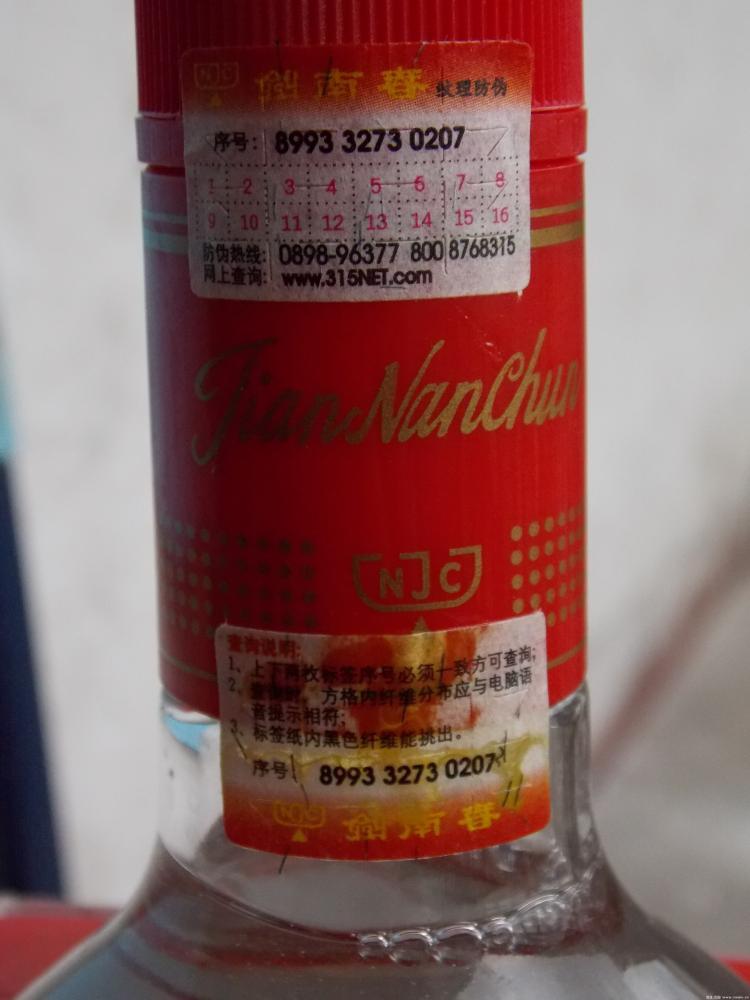 NJC 剑南春 纹理防伪
序号: 8993 3273 0207
1 2 3 4 5 6 7 8
9 10 11 12 13 14 15 16
防伪热线: 0898-96377 800 8768315
网上查询: www.315NET.com
JianNanChun
NJC
查询说明:
1、上下两枚标签序号必须一致方可查询;
2、查询时，方格内纤维分布应与电脑语
音提示相符;
3、标签纸内黑色纤维能挑出。
序号: 8993 3273 0207
NJC 剑南春